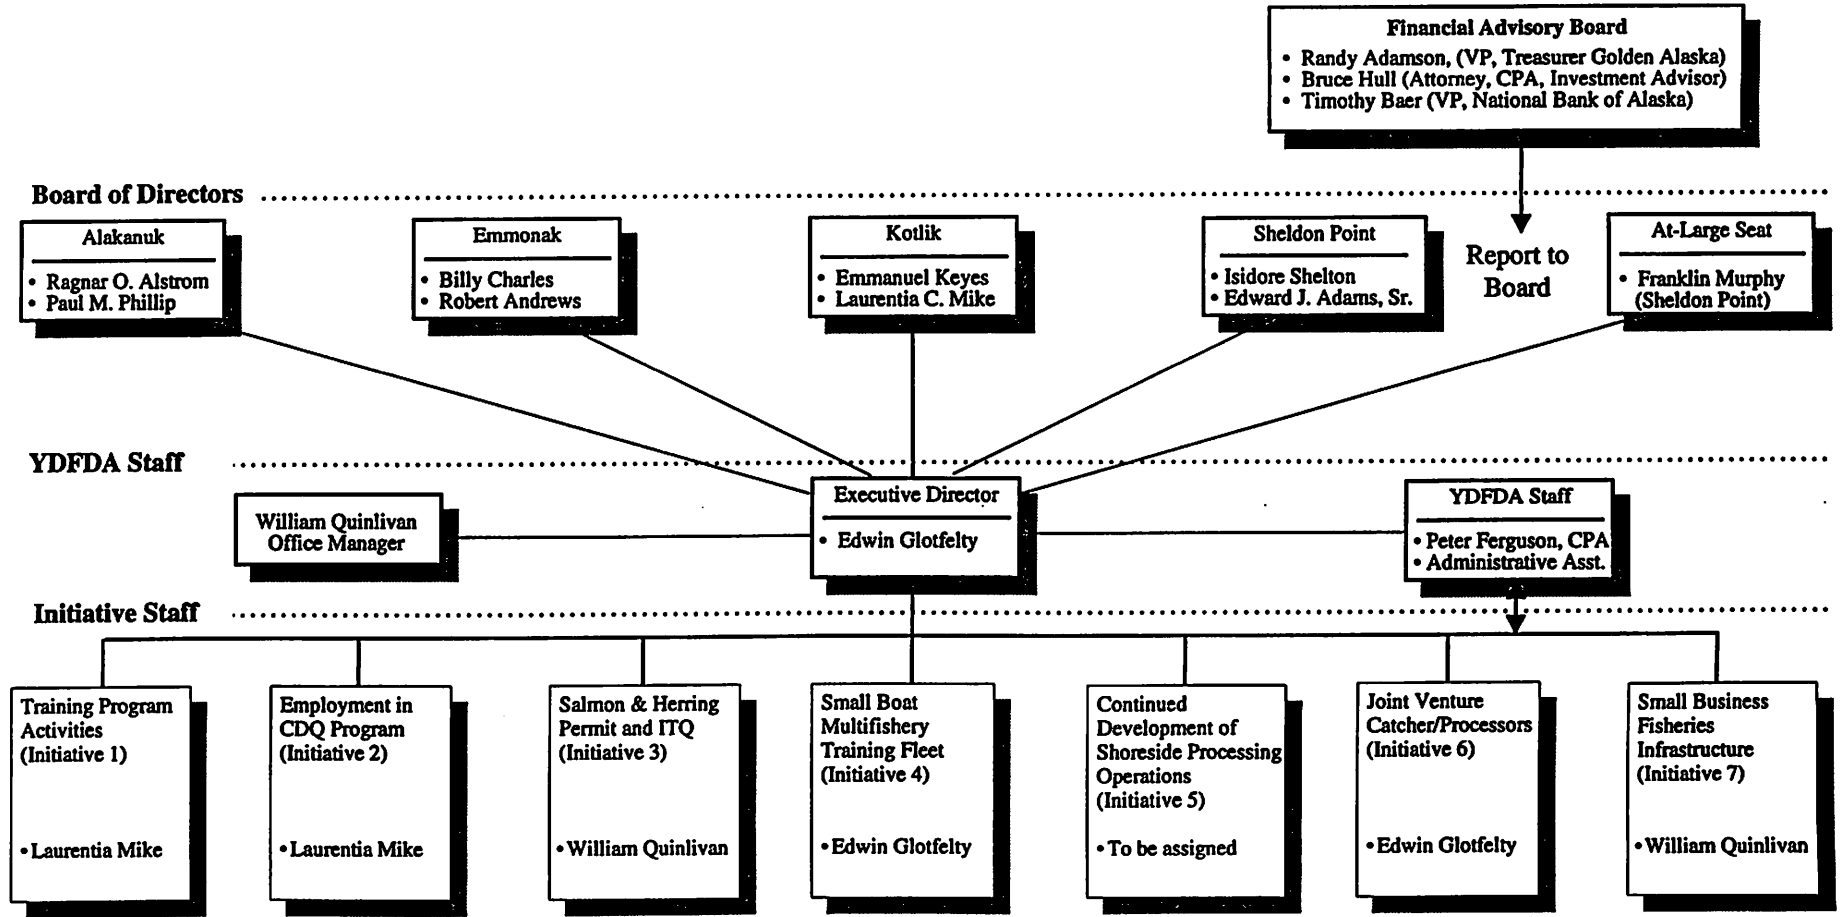 Financial Advisory Board
• Randy Adamson, (VP, Treasurer Golden Alaska)
• Bruce Hull (Attorney, CPA, Investment Advisor)
• Timothy Baer (VP, National Bank of Alaska)
Board of Directors
Alakanuk
• Ragnar O. Alstrom
• Paul M. Phillip
Emmonak
• Billy Charles
• Robert Andrews
Kotlik
• Emmanuel Keyes
• Laurentia C. Mike
Sheldon Point
• Isidore Shelton
• Edward J. Adams, Sr.
Report to
Board
At-Large Seat
• Franklin Murphy
(Sheldon Point)
YDFDA Staff
William Quinlivan
Office Manager
Executive Director
• Edwin Glotfelty
YDFDA Staff
• Peter Ferguson, CPA
• Administrative Asst.
Initiative Staff
Training Program
Activities
(Initiative 1)
• Laurentia Mike
Employment in
CDQ Program
(Initiative 2)
• Laurentia Mike
Salmon & Herring
Permit and ITQ
(Initiative 3)
• William Quinlivan
Small Boat
Multifishery
Training Fleet
(Initiative 4)
• Edwin Glotfelty
Continued
Development of
Shoreside Processing
Operations
(Initiative 5)
• To be assigned
Joint Venture
Catcher/Processors
(Initiative 6)
• Edwin Glotfelty
Small Business
Fisheries
Infrastructure
(Initiative 7)
• William Quinlivan